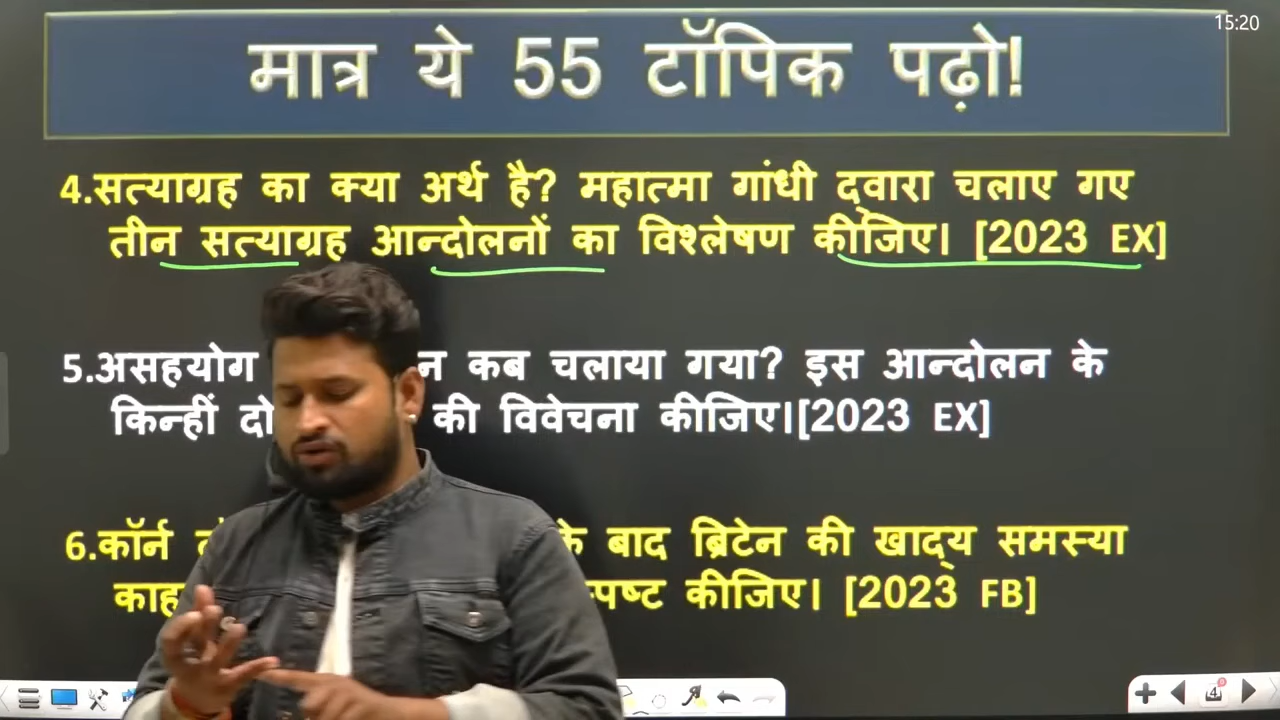 15:20
मात्र ये 55 टॉपिक पढ़ो!
4.सत्याग्रह का क्या अर्थ है? महात्मा गांधी द्वारा चलाए गए
तीन सत्याग्रह आन्दोलनों का विश्लेषण कीजिए। [2023 EX]
5.असहयोग न कब चलाया गया? इस आन्दोलन के
किन्हीं दो की विवेचना कीजिए।[2023 EX]
6.कॉर्न के बाद ब्रिटेन की खाद्य समस्या
कीजिए। [2023 FB]
4